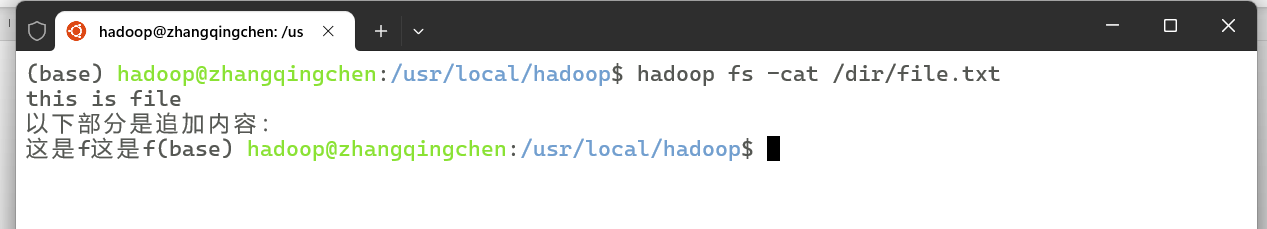 hadoop@zhangqingchen: /us
(base) hadoop@zhangqingchen:/usr/local/hadoop$ hadoop fs -cat /dir/file.txt
this is file
以下部分是追加内容：
这是f这是f(base) hadoop@zhangqingchen:/usr/local/hadoop$